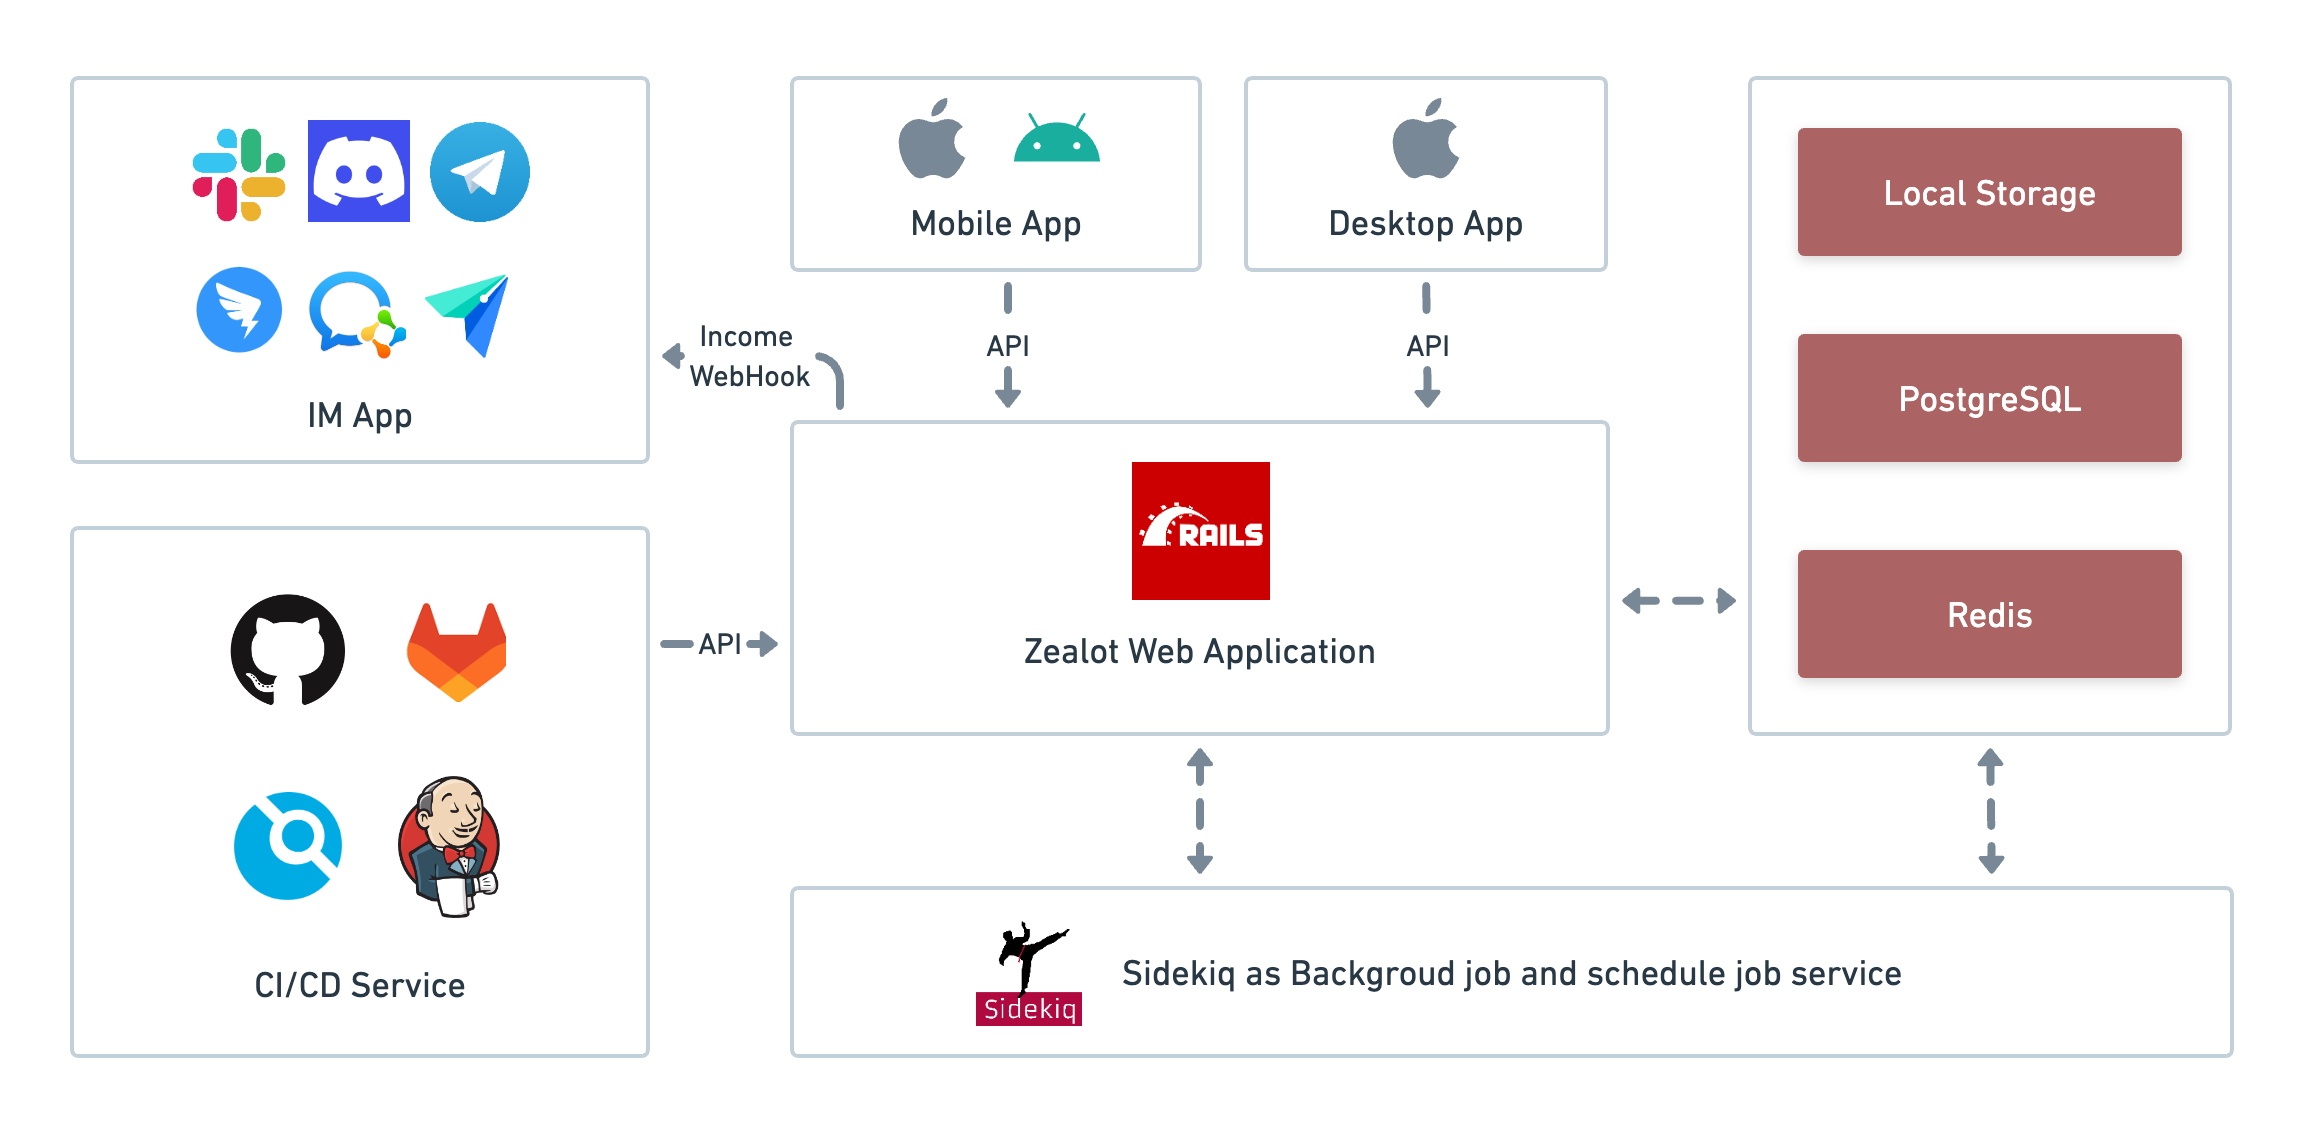 IM App
Income
WebHook
Mobile App
API
Desktop App
API
Local Storage
PostgreSQL
Redis
RAILS
Zealot Web Application
API
CI/CD Service
Sidekiq
Sidekiq as Backgroud job and schedule job service